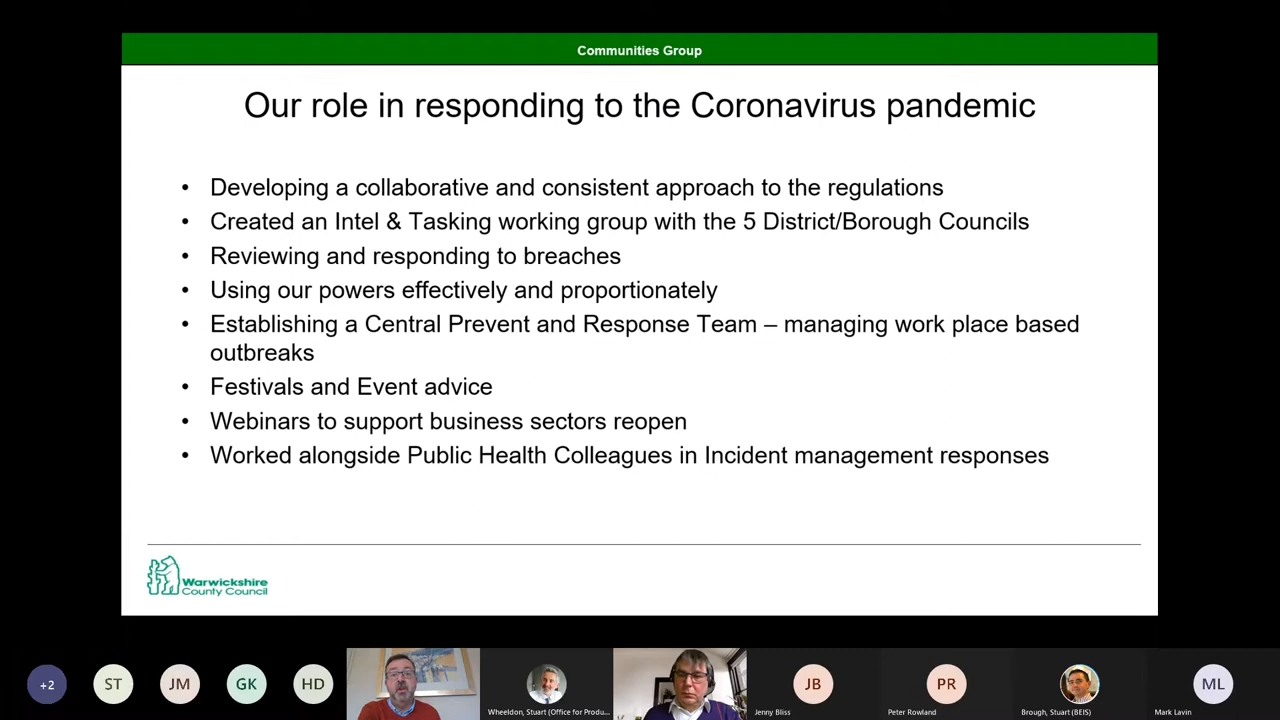 Communities Group
Our role in responding to the Coronavirus pandemic
• Developing a collaborative and consistent approach to the regulations
• Created an Intel & Tasking working group with the 5 District/Borough Councils
• Reviewing and responding to breaches
• Using our powers effectively and proportionately
• Establishing a Central Prevent and Response Team – managing work place based
outbreaks
• Festivals and Event advice
• Webinars to support business sectors reopen
• Worked alongside Public Health Colleagues in Incident management responses
Warwickshire
County Council
+2
ST
JM
GK
HD
Wheeldon, Stuart (Office for Produ...
JB
Jenny Bliss
PR
Peter Rowland
Brough, Stuart (BEIS)
ML
Mark Lavin